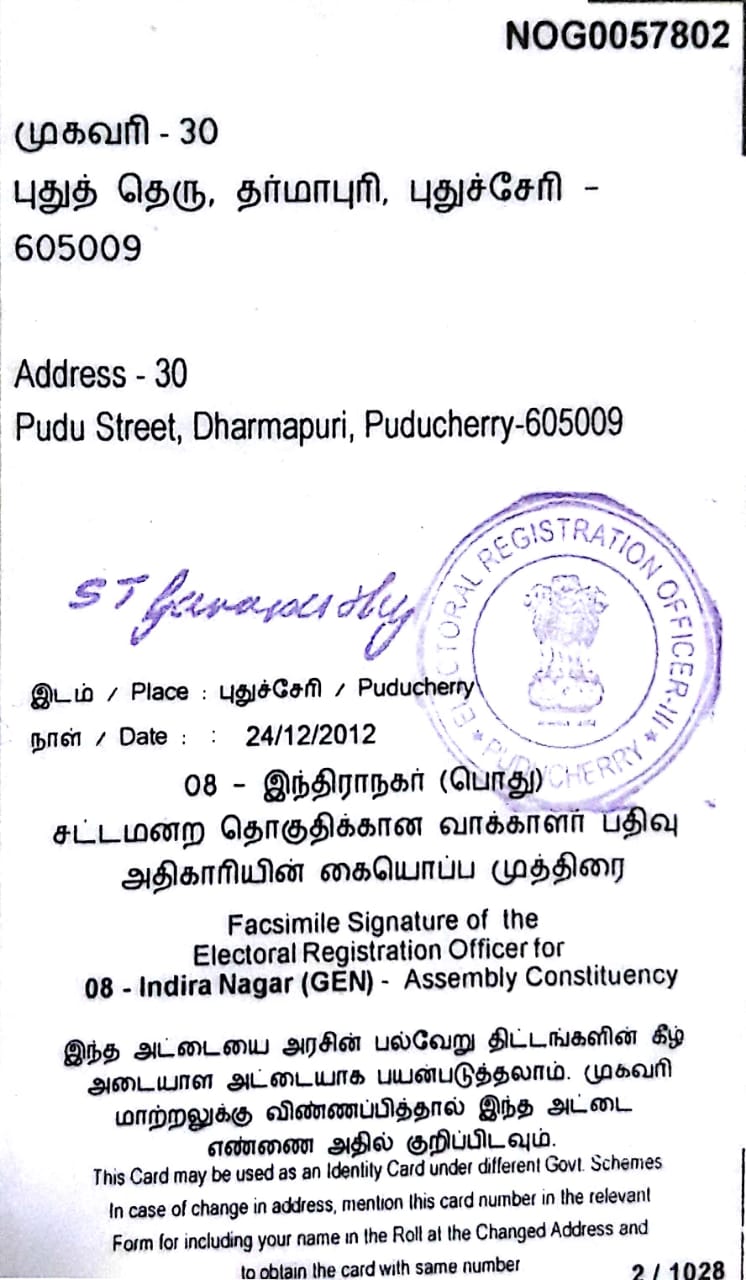 NOG0057802
முகவரி - 30
புதுத் தெரு, தர்மாபுரி, புதுச்சேரி -
605009
Address - 30
Pudu Street, Dharmapuri, Puducherry-605009
ELECTORAL REGISTRATION OFFICER-III
★ PUDUCHERRY ★
இடம் / Place : புதுச்சேரி / Puducherry
நாள் / Date : : 24/12/2012
08 - இந்திராநகர் (பொது)
சட்டமனற தொகுதிக்கான வாக்காளர் பதிவு
அதிகாரியின் கையொப்ப முத்திரை
Facsimile Signature of the
Electoral Registration Officer for
08 - Indira Nagar (GEN) - Assembly Constituency
இந்த அட்டையை அரசின் பல்வேறு திட்டங்களின் கீழ்
அடையாள அட்டையாக பயன்படுத்தலாம். முகவரி
மாற்றலுக்கு விண்ணப்பித்தால் இந்த அட்டை
எண்ணை அதில் குறிப்பிடவும்.
This Card may be used as an Identity Card under different Govt. Schemes
In case of change in address, mention this card number in the relevant
Form for including your name in the Roll at the Changed Address and
to obtain the card with same number
2 / 1028